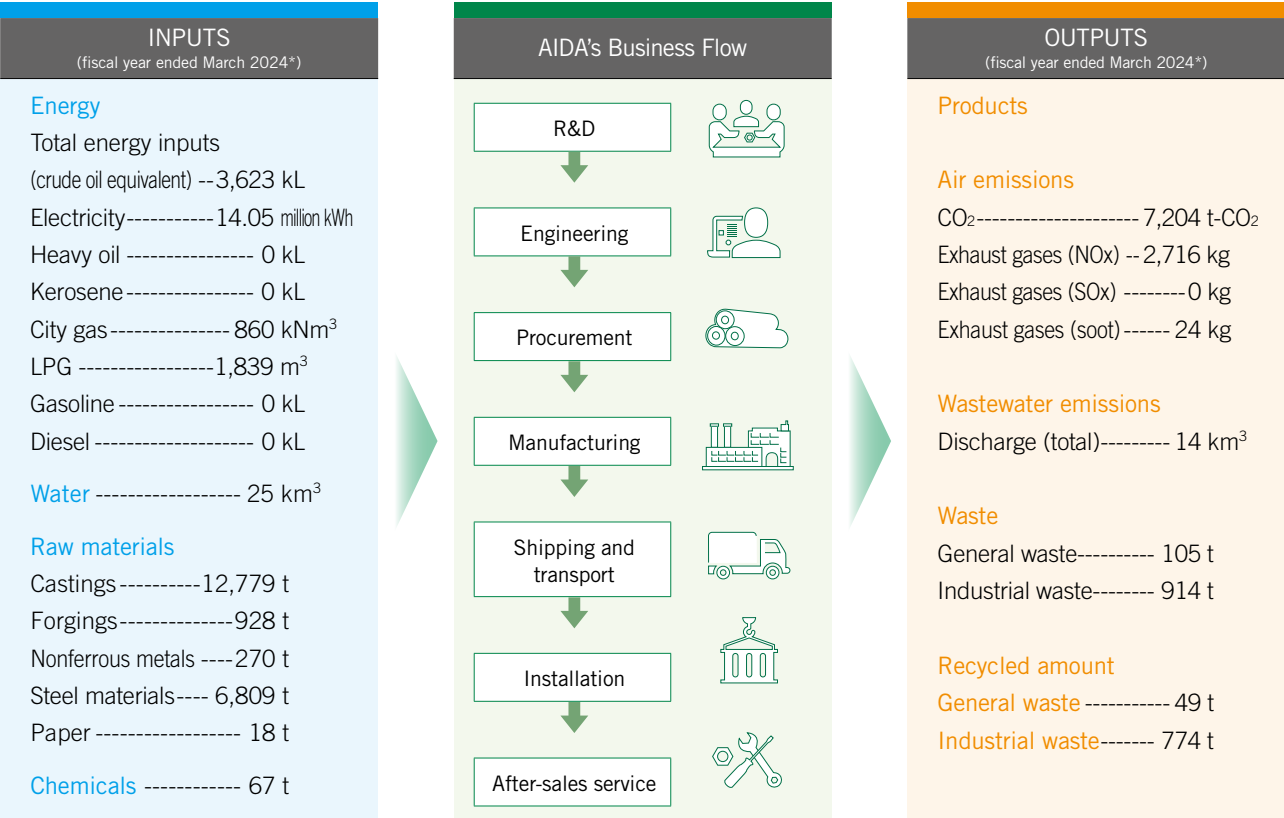 INPUTS
(fiscal year ended March 2024*)
Energy
Total energy inputs
(crude oil equivalent) --3,623 kL
Electricity-----------14.05 million kWh
Heavy oil ---------------- 0 kL
Kerosene---------------- 0 kL
City gas--------------- 860 kNm³
LPG -----------------1,839 m³
Gasoline ----------------- 0 kL
Diesel-------------------- 0 kL
Water ------------------ 25 km³
Raw materials
Castings----------12,779 t
Forgings--------------928 t
Nonferrous metals ----270 t
Steel materials---- 6,809 t
Paper ------------------ 18 t
Chemicals ------------ 67 t
AIDA's Business Flow
R&D
Engineering
Procurement
Manufacturing
Shipping and
transport
Installation
After-sales service
OUTPUTS
(fiscal year ended March 2024*)
Products
Air emissions
CO₂--------------------- 7,204 t-CO₂
Exhaust gases (NOx) --2,716 kg
Exhaust gases (SOx) --------0 kg
Exhaust gases (soot)------ 24 kg
Wastewater emissions
Discharge (total)--------- 14 km³
Waste
General waste---------- 105 t
Industrial waste-------- 914 t
Recycled amount
General waste ----------- 49 t
Industrial waste------- 774 t